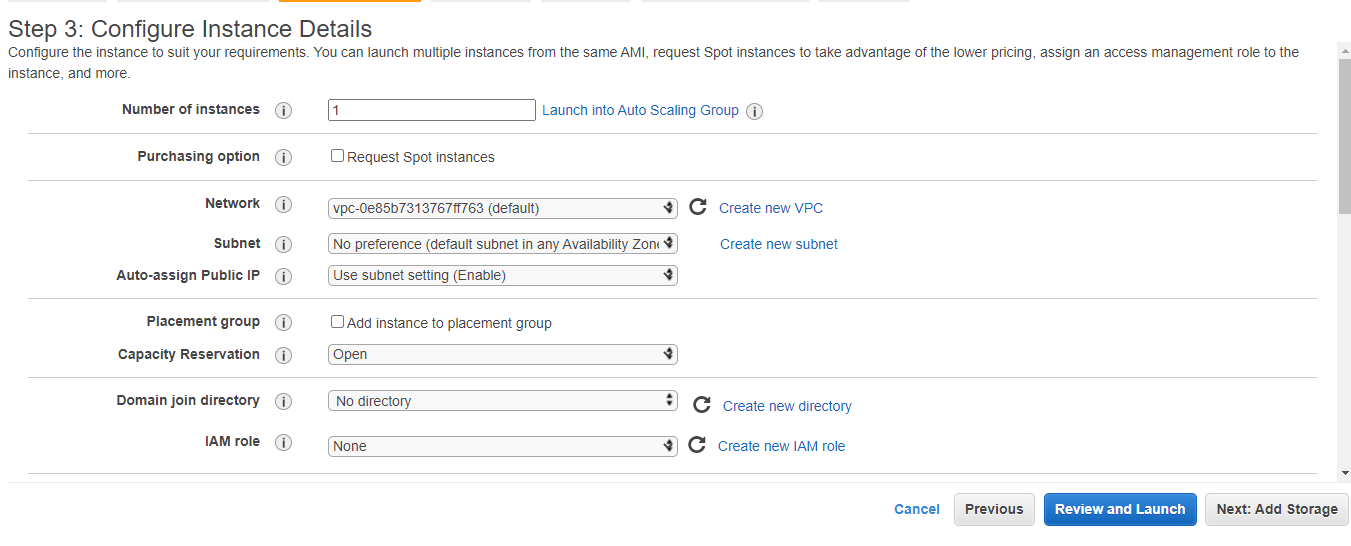 Step 3: Configure Instance Details
Configure the instance to suit your requirements. You can launch multiple instances from the same AMI, request Spot instances to take advantage of the lower pricing, assign an access management role to the
instance, and more.
Number of instances i 1 Launch into Auto Scaling Group i
Purchasing option i Request Spot instances
Network i vpc-0e85b7313767ff763 (default) Create new VPC
Subnet i No preference (default subnet in any Availability Zone Create new subnet
Auto-assign Public IP i Use subnet setting (Enable)
Placement group i Add instance to placement group
Capacity Reservation i Open
Domain join directory i No directory Create new directory
IAM role i None Create new IAM role
Cancel Previous Review and Launch Next: Add Storage